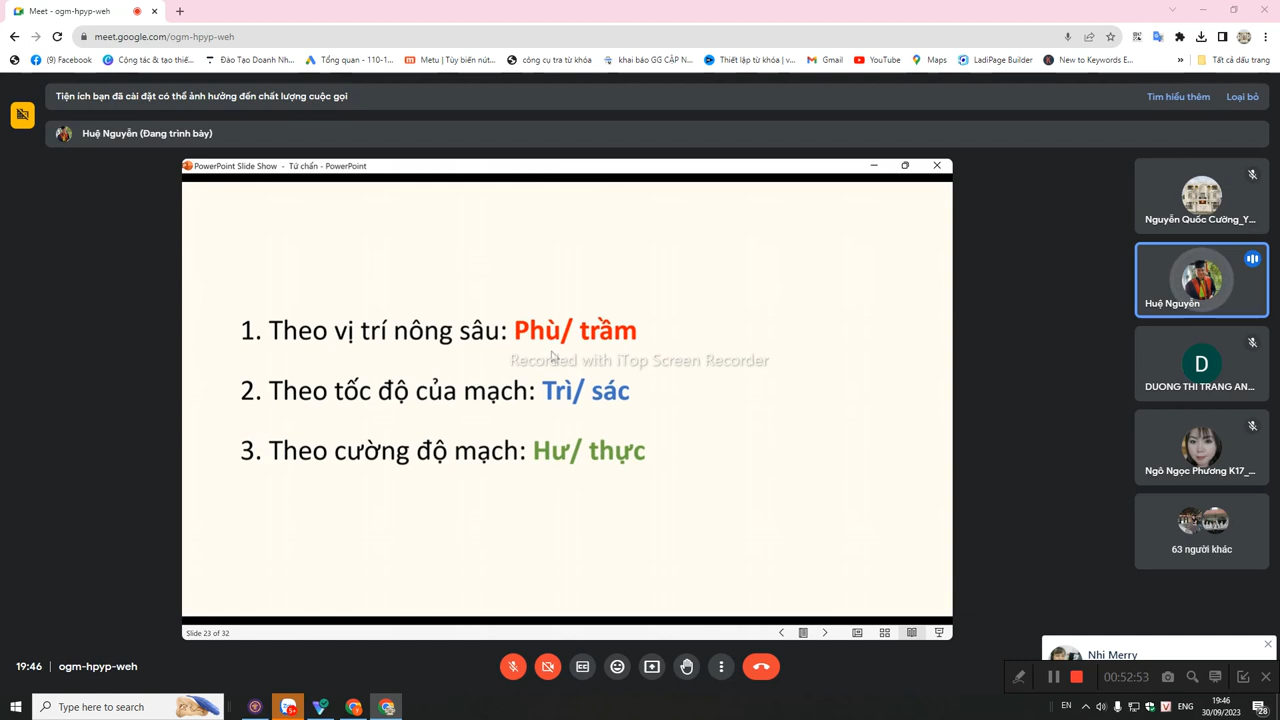 Meet - ogm-hpyp-weh
meet.google.com/ogm-hpyp-weh
(3) Facebook
Công tác & tạo thiế...
Đào Tạo Doanh Nh...
Tổng quan - 110-1...
Metu | Tùy biến nút...
công cụ tra từ khóa
khai báo GG CẬP N...
Thiết lập từ khóa | v...
Gmail
YouTube
Maps
LadiPage Builder
New to Keywords E...
»
Tất cả dấu trang
Tiện ích bạn đã cài đặt có thể ảnh hưởng đến chất lượng cuộc gọi
Tìm hiểu thêm
Loại bỏ
Huệ Nguyễn (Đang trình bày)
PowerPoint Slide Show - Tứ chẩn - PowerPoint
1. Theo vị trí nông sâu: Phù/ trầm
Recorded with iTop Screen Recorder
2. Theo tốc độ của mạch: Trì/ sác
3. Theo cường độ mạch: Hư/ thực
Slide 23 of 32
Nguyễn Quốc Cường_Y...
Huệ Nguyễn
D
DUONG THI TRANG AN...
Ngô Ngọc Phương K17_...
63 người khác
Nhi Merry
19:46
ogm-hpyp-weh
00:52:53
Type here to search
EN
ENG
19:46
30/09/2023
28